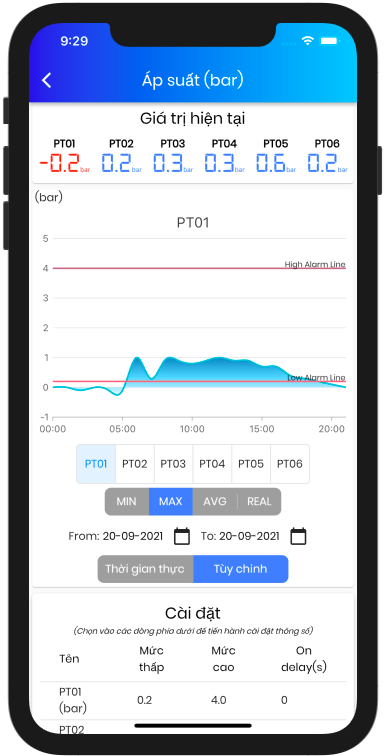 9:29
Áp suất (bar)
Giá trị hiện tại
PT01 PT02 PT03 PT04 PT05 PT06
-0.2 bar 0.2 bar 0.3 bar 0.3 bar 0.6 bar 0.2 bar
(bar)
PT01
5
High Alarm Line
4
3
2
1
Low Alarm Line
0
-1
00:00 05:00 10:00 15:00 20:00
PT01 PT02 PT03 PT04 PT05 PT06
MIN MAX AVG REAL
From: 20-09-2021 To: 20-09-2021
Thời gian thực Tùy chỉnh
Cài đặt
(Chọn vào các dòng phía dưới để tiến hành cài đặt thông số)
Tên Mức thấp Mức cao On delay(s)
PT01 (bar) 0.2 4.0 0
PT02